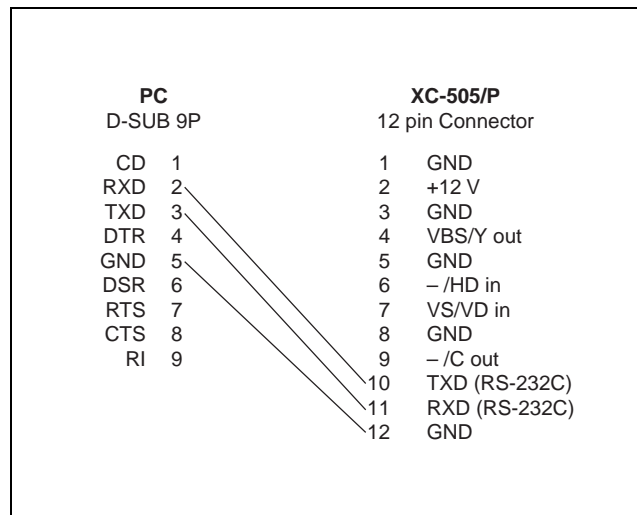 PC XC-505/P
D-SUB 9P 12 pin Connector
CD 1 1 GND
RXD 2 2 +12 V
TXD 3 3 GND
DTR 4 4 VBS/Y out
GND 5 5 GND
DSR 6 6 – /HD in
RTS 7 7 VS/VD in
CTS 8 8 GND
RI 9 9 – /C out
10 TXD (RS-232C)
11 RXD (RS-232C)
12 GND